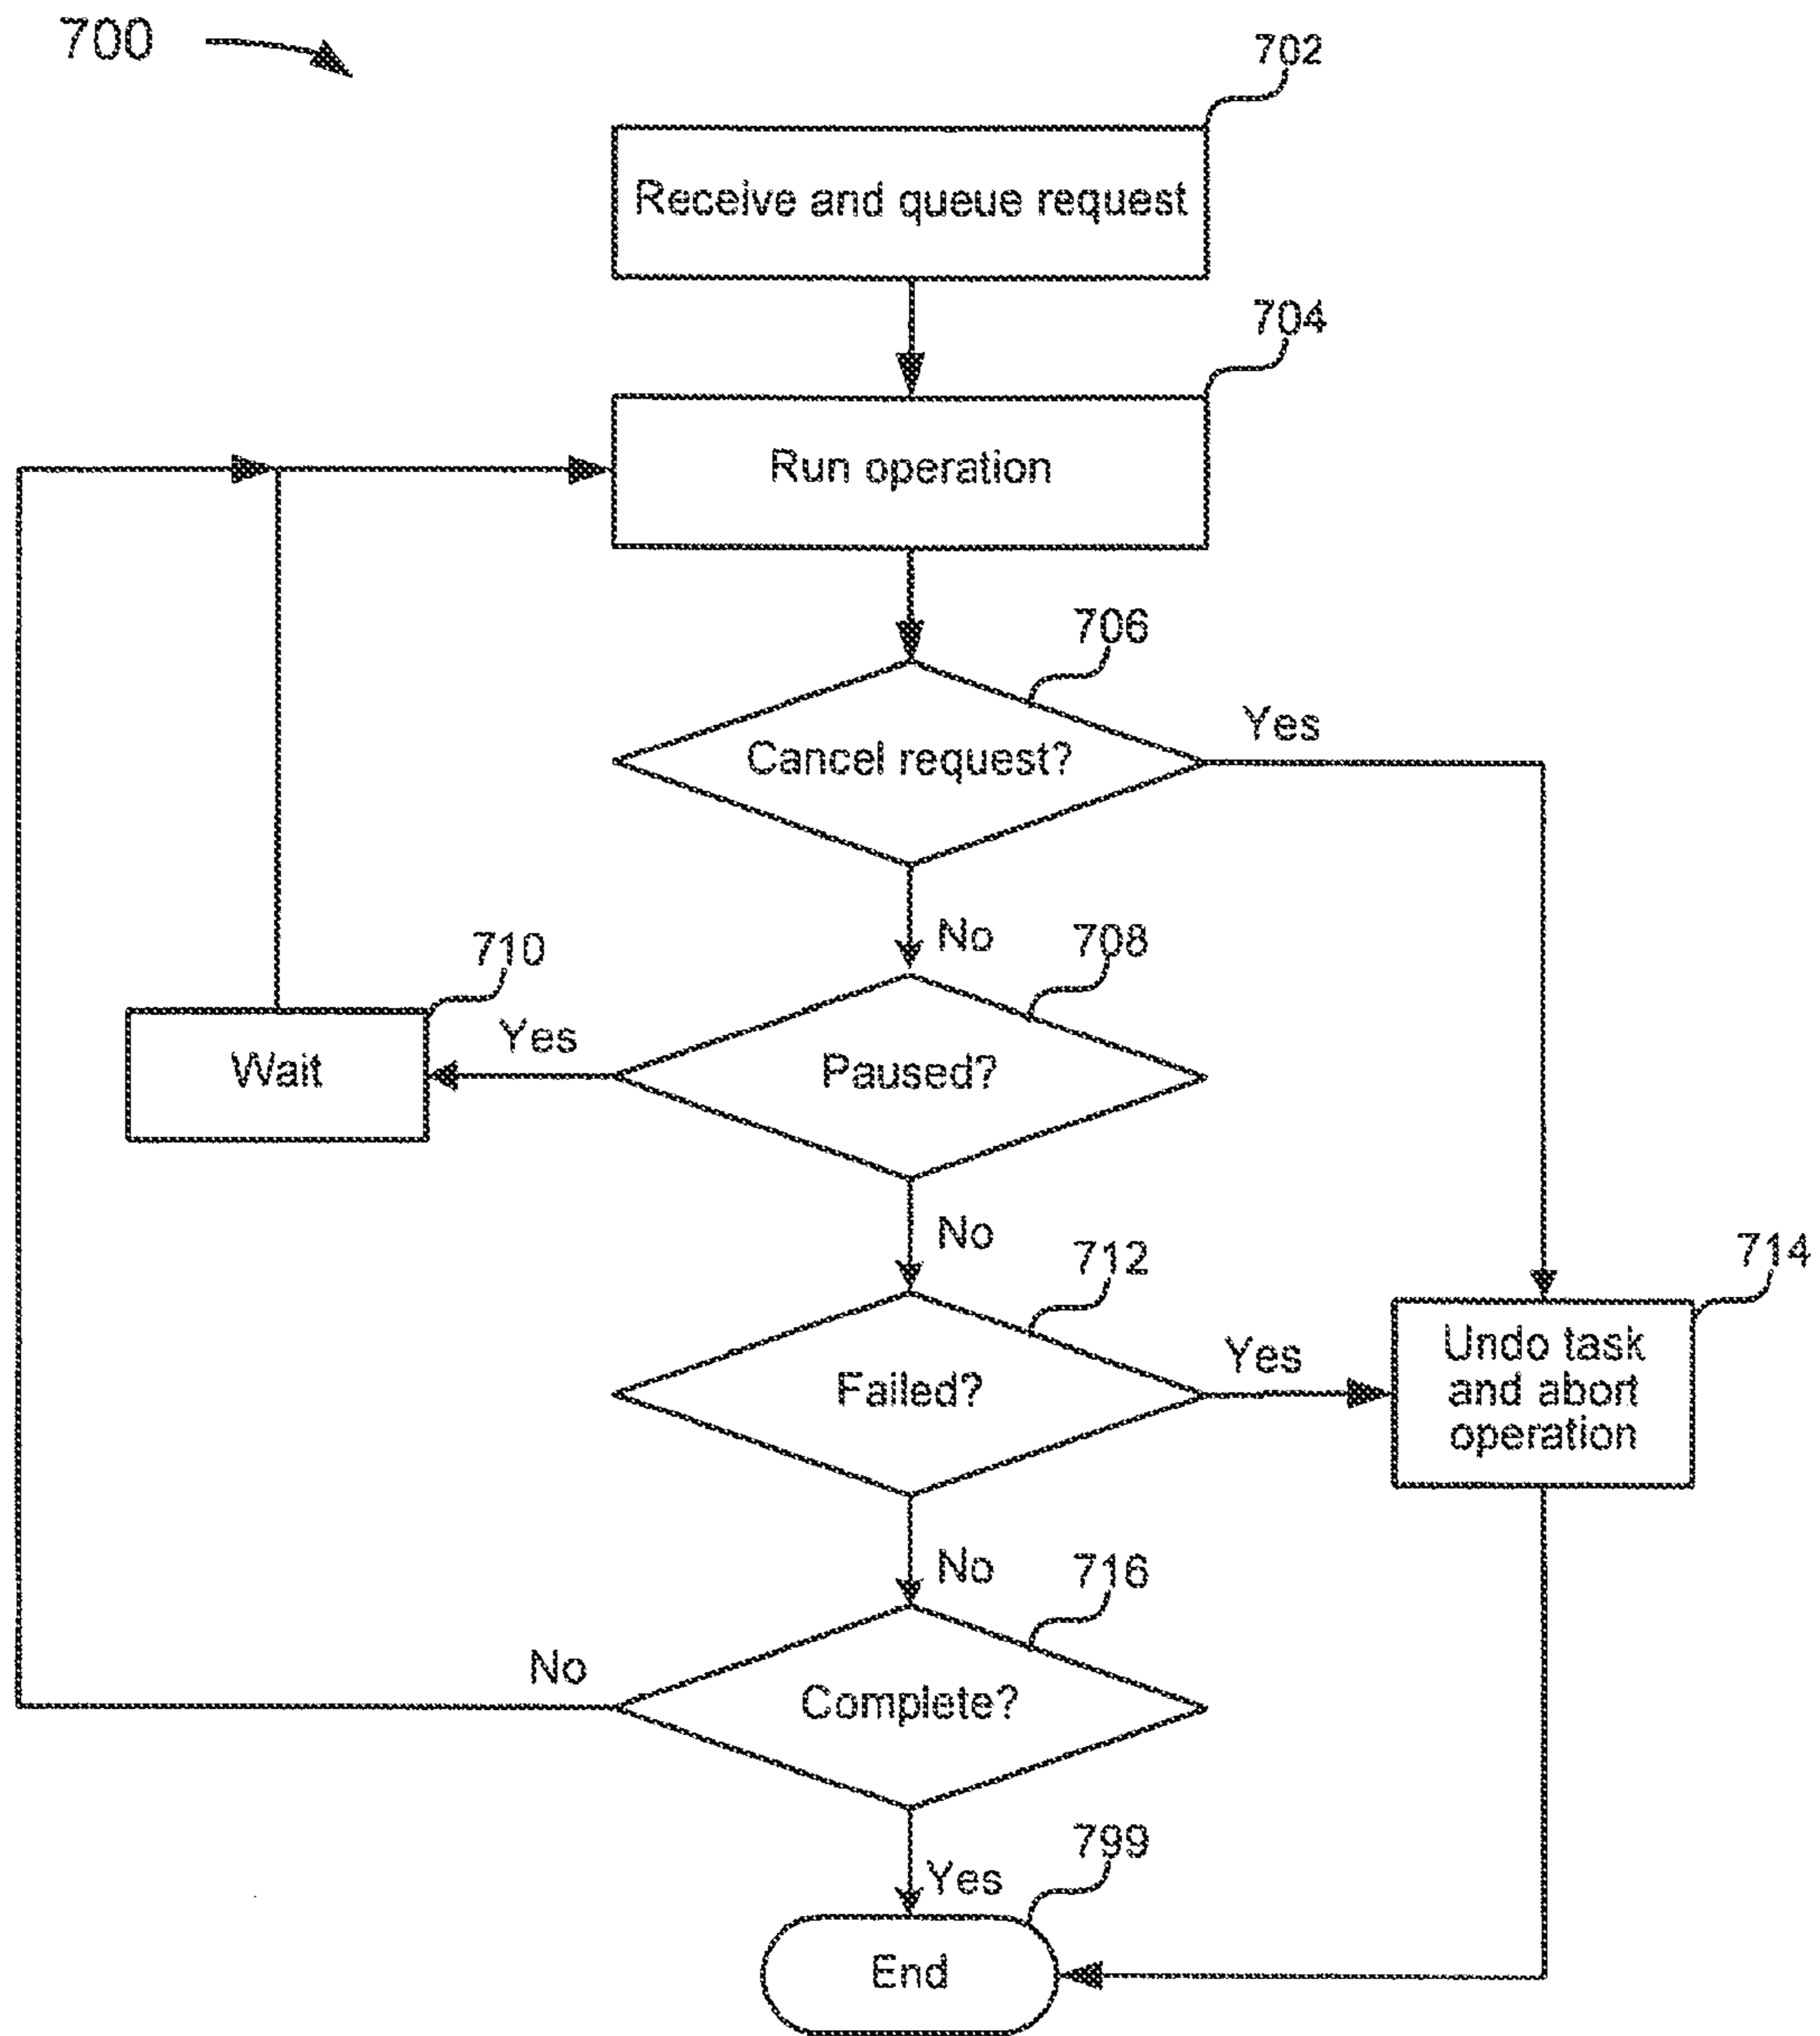 700
702
Receive and queue request
704
Run operation
706
Cancel request?
Yes
No
708
710
Paused?
Yes
Wait
No
712
714
Failed?
Yes
Undo task
and abort
operation
No
716
Complete?
No
Yes
799
End